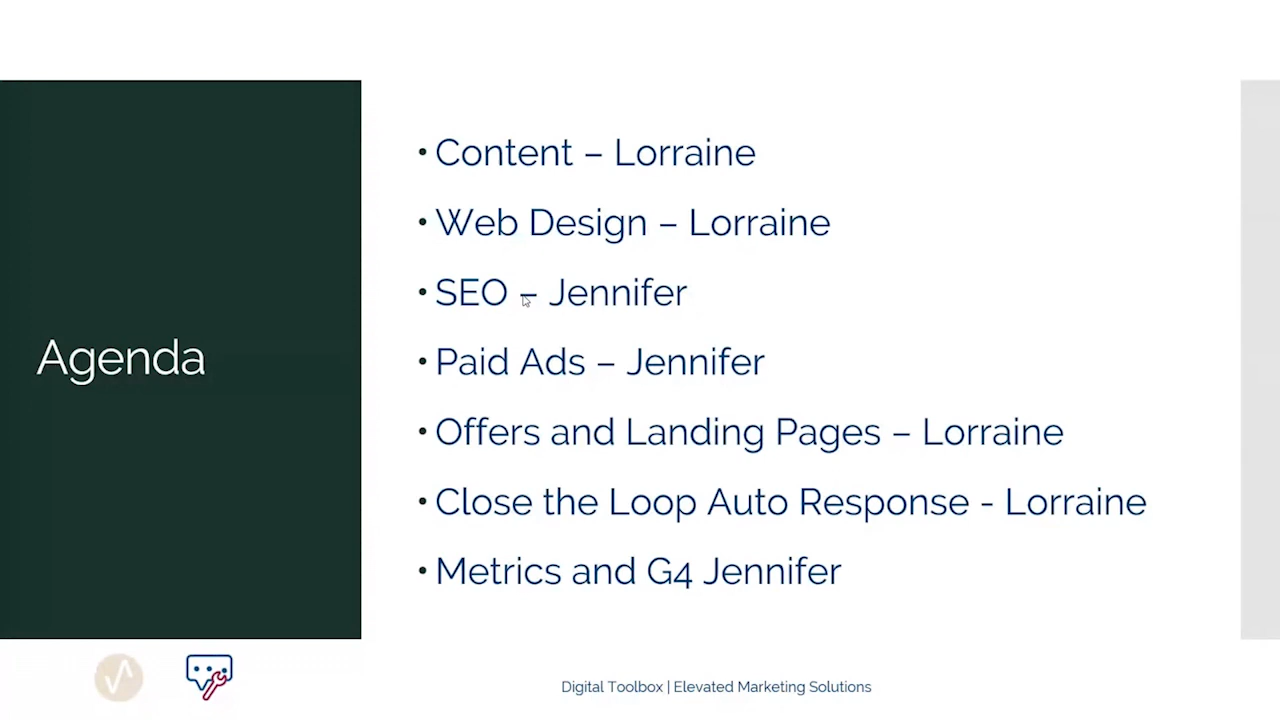 Agenda
• Content – Lorraine
• Web Design – Lorraine
• SEO – Jennifer
• Paid Ads – Jennifer
• Offers and Landing Pages – Lorraine
• Close the Loop Auto Response - Lorraine
• Metrics and G4 Jennifer
Digital Toolbox | Elevated Marketing Solutions